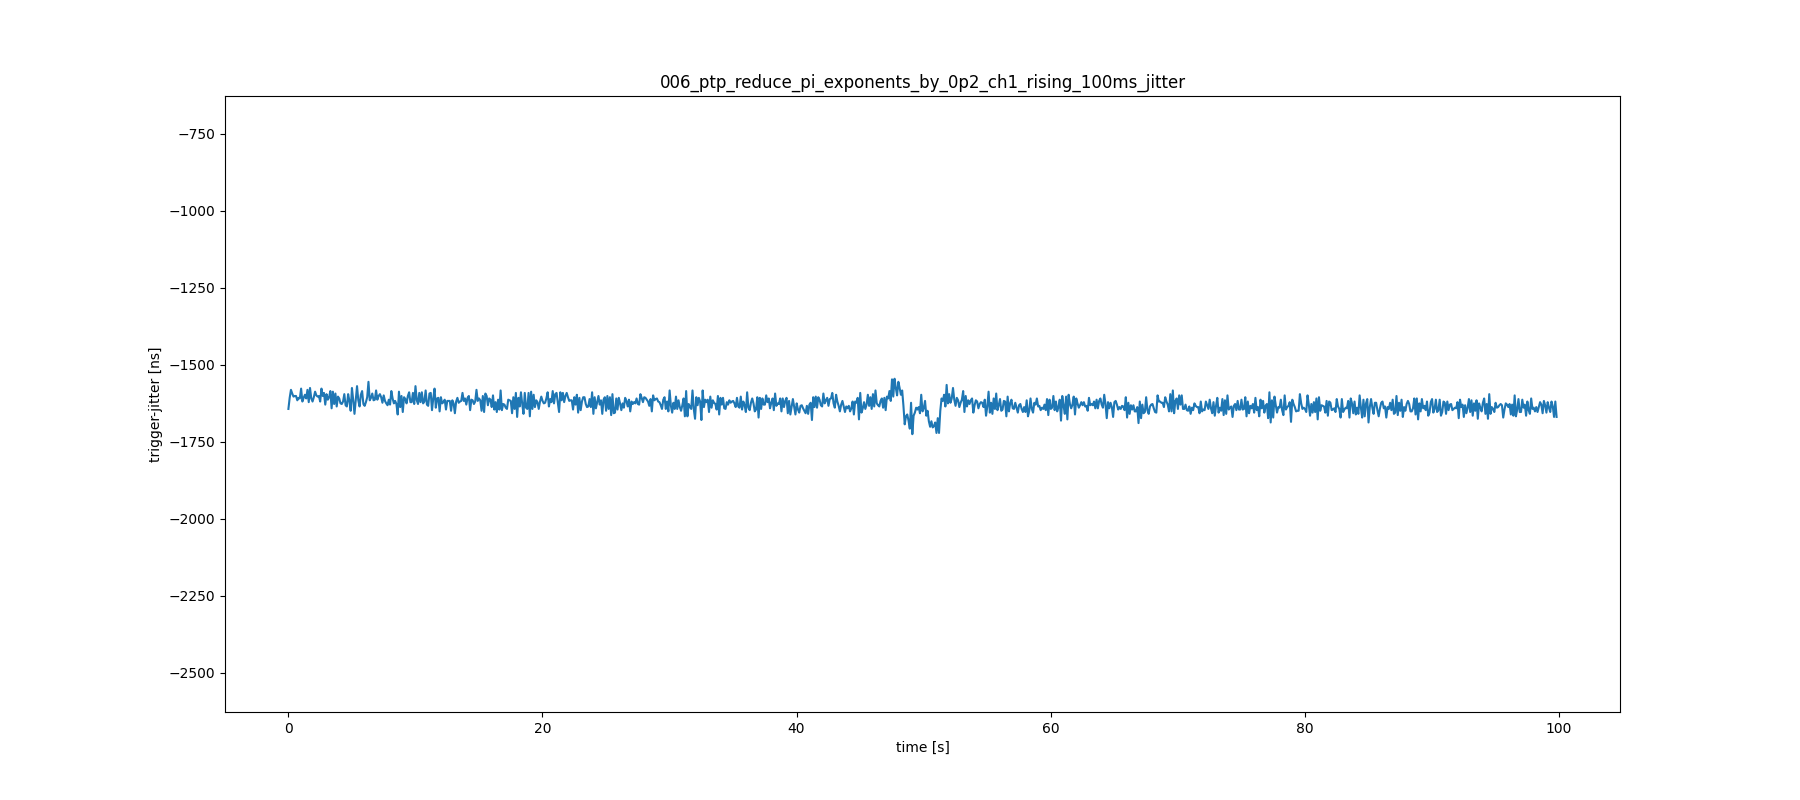 006_ptp_reduce_pi_exponents_by_0p2_ch1_rising_100ms_jitter
−750
−1000
−1250
−1500
−1750
−2000
−2250
−2500
trigger-jitter [ns]
0 20 40 60 80 100
time [s]